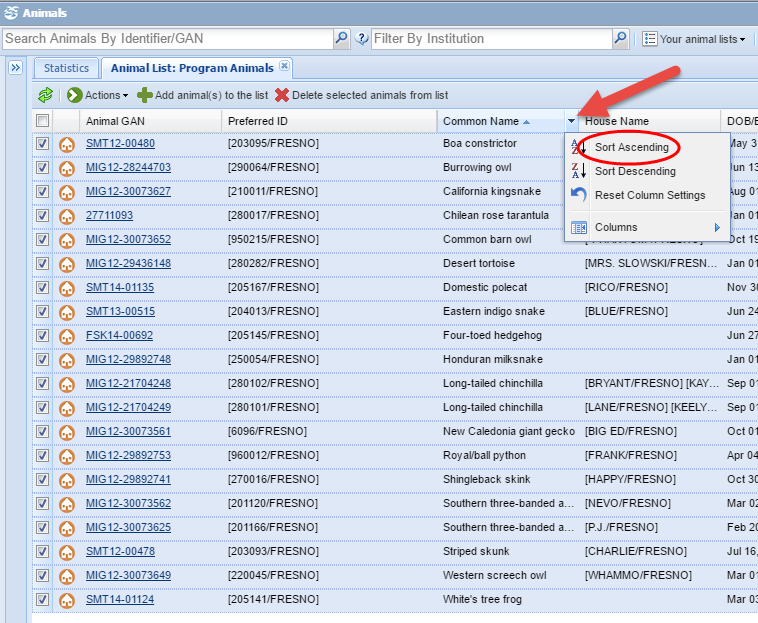 Animals
Search Animals By Identifier/GAN Filter By Institution Your animal lists
Statistics Animal List: Program Animals
Actions Add animal(s) to the list Delete selected animals from list
Animal GAN Preferred ID Common Name House Name DOB/E
SMT12-00480 [203095/FRESNO] Boa constrictor Sort Ascending May 3
MIG12-28244703 [290064/FRESNO] Burrowing owl Sort Descending Jun 13
MIG12-30073627 [210011/FRESNO] California kingsnake Reset Column Settings Aug 01
27711093 [280017/FRESNO] Chilean rose tarantula Columns Jan 01
MIG12-30073652 [950215/FRESNO] Common barn owl Oct 19
MIG12-29436148 [280282/FRESNO] Desert tortoise [MRS. SLOWSKI/FRESN... Jan 01
SMT14-01135 [205167/FRESNO] Domestic polecat [RICO/FRESNO] Nov 30
SMT13-00515 [204013/FRESNO] Eastern indigo snake [BLUE/FRESNO] Jun 24
FSK14-00692 [205145/FRESNO] Four-toed hedgehog Jun 27
MIG12-29892748 [250054/FRESNO] Honduran milksnake Jan 01
MIG12-21704248 [280102/FRESNO] Long-tailed chinchilla [BRYANT/FRESNO] [KAY... Sep 01
MIG12-21704249 [280101/FRESNO] Long-tailed chinchilla [LANE/FRESNO] [KEELY... Sep 01
MIG12-30073561 [6096/FRESNO] New Caledonia giant gecko [BIG ED/FRESNO] Oct 01
MIG12-29892753 [960012/FRESNO] Royal/ball python [FRANK/FRESNO] Apr 04
MIG12-29892741 [270016/FRESNO] Shingleback skink [HAPPY/FRESNO] Oct 30
MIG12-30073562 [201120/FRESNO] Southern three-banded a... [NEVO/FRESNO] Mar 02
MIG12-30073625 [201166/FRESNO] Southern three-banded a... [P.J./FRESNO] Feb 20
SMT12-00478 [203093/FRESNO] Striped skunk [CHARLIE/FRESNO] Jul 16,
MIG12-30073649 [220045/FRESNO] Western screech owl [WHAMMO/FRESNO] Mar 01
SMT14-01124 [205141/FRESNO] White's tree frog Mar 03